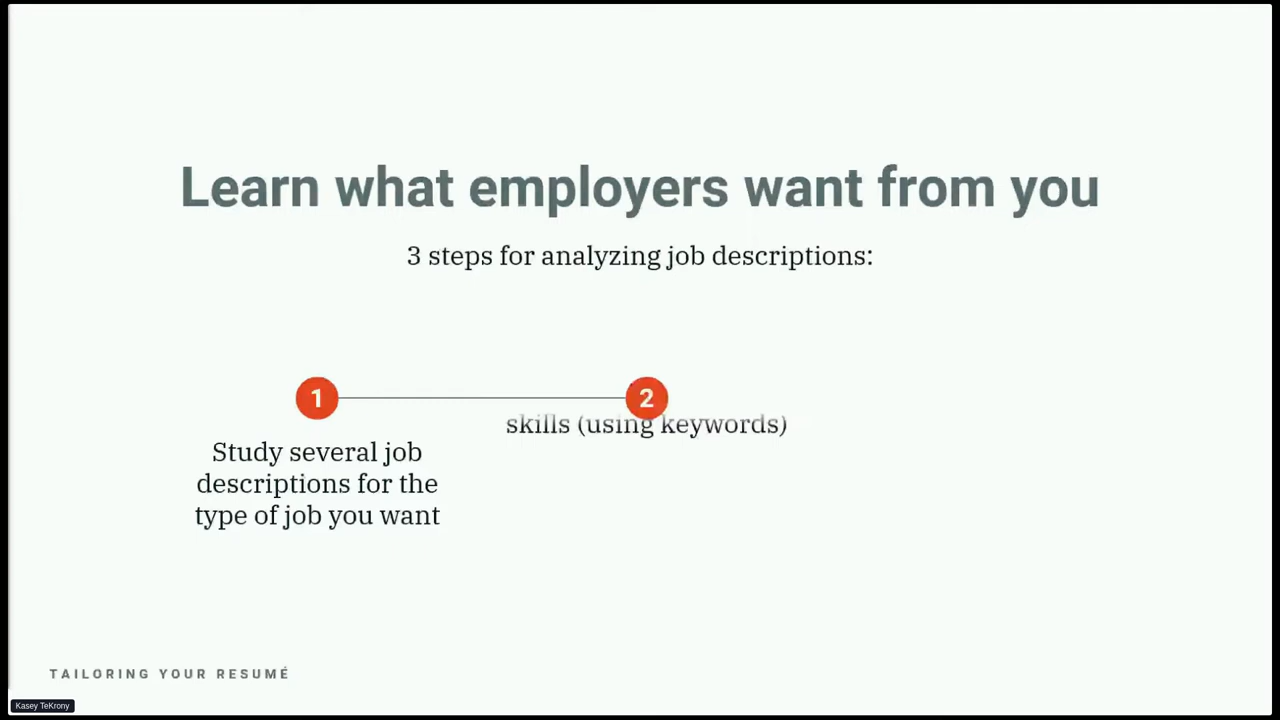 Learn what employers want from you
3 steps for analyzing job descriptions:
1
2
skills (using keywords)
Study several job
descriptions for the
type of job you want
TAILORING YOUR RESUMÉ
Kasey TeKrony